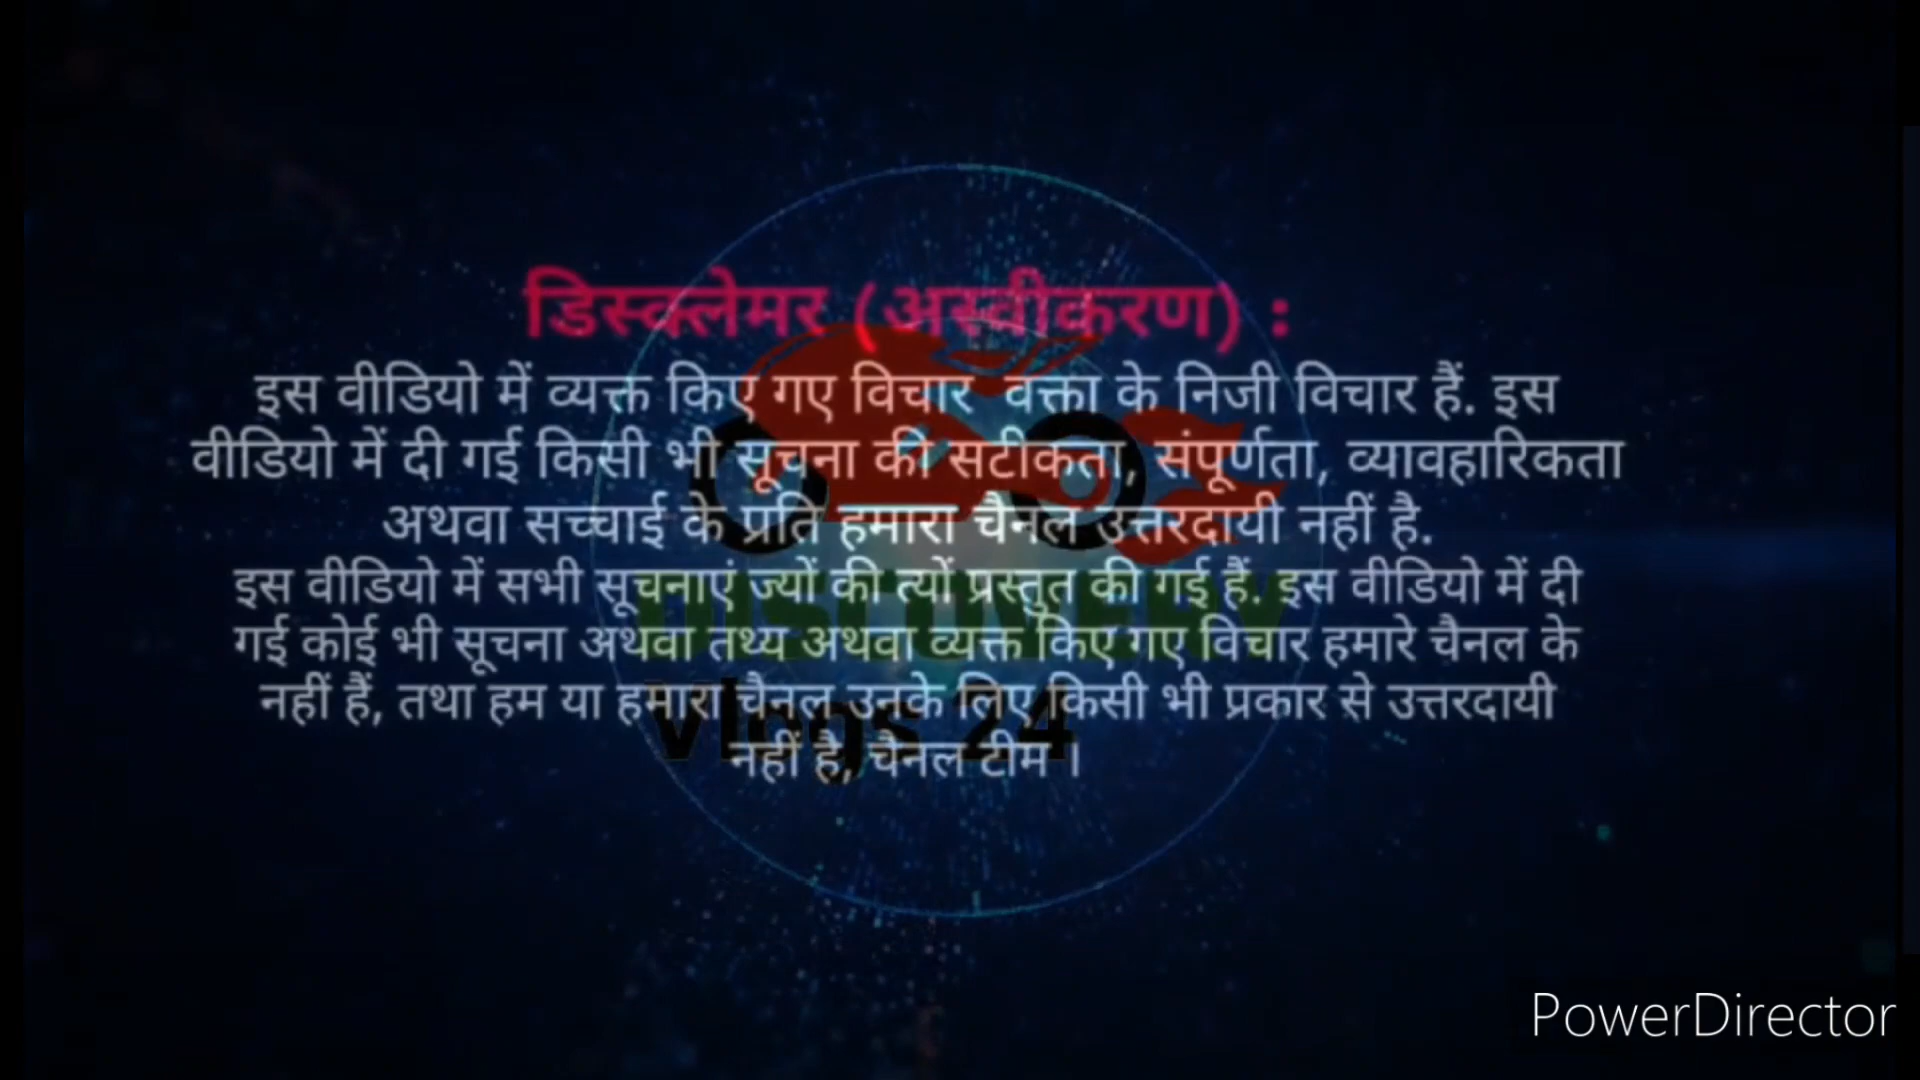 डिस्क्लेमर (अस्वीकरण) :
इस वीडियो में व्यक्त किए गए विचार वक्ता के निजी विचार हैं. इस
वीडियो में दी गई किसी भी सूचना की सटीकता, संपूर्णता, व्यावहारिकता
अथवा सच्चाई के प्रति हमारा चैनल उत्तरदायी नहीं है.
इस वीडियो में सभी सूचनाएं ज्यों की त्यों प्रस्तुत की गई हैं. इस वीडियो में दी
गई कोई भी सूचना अथवा तथ्य अथवा व्यक्त किए गए विचार हमारे चैनल के
नहीं हैं, तथा हम या हमारा चैनल उनके लिए किसी भी प्रकार से उत्तरदायी
नहीं है, चैनल टीम ।
DISCOVERY
Vlogs 24
PowerDirector